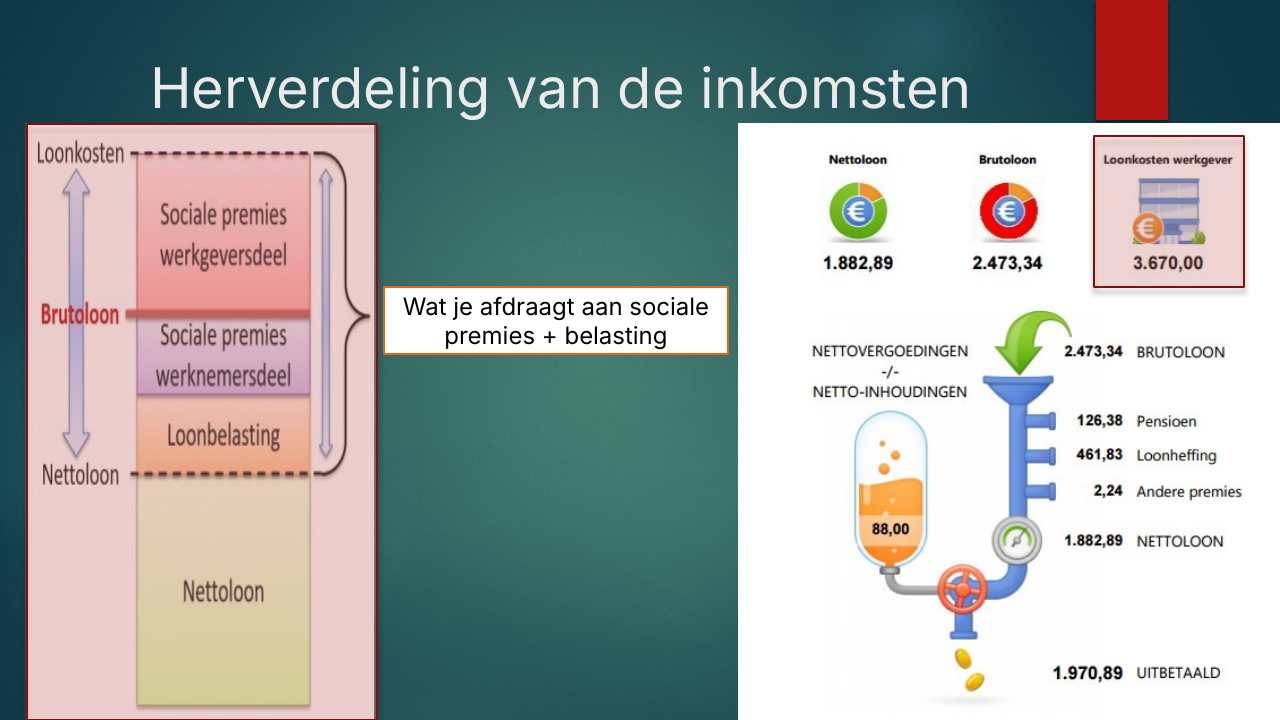 Herverdeling van de inkomsten
Loonkosten
Sociale premies
werkgeversdeel
Brutoloon
Sociale premies
werknemersdeel
Loonbelasting
Nettoloon
Nettoloon
Wat je afdraagt aan sociale
premies + belasting
Nettoloon
Brutoloon
Loonkosten werkgever
1.882,89
2.473,34
3.670,00
NETTOVERGOEDINGEN
-/-
NETTO-INHOUDINGEN
88,00
2.473,34 BRUTOLOON
126,38 Pensioen
461,83 Loonheffing
2,24 Andere premies
1.882,89 NETTOLOON
1.970,89 UITBETAALD